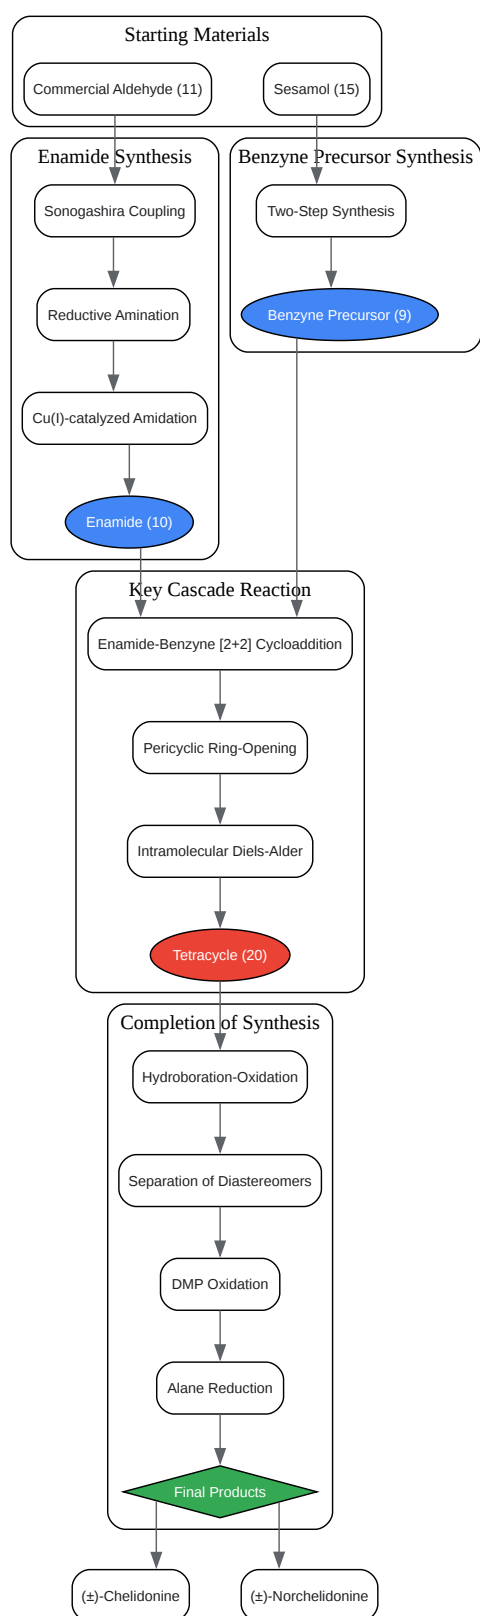 Starting Materials
Commercial Aldehyde (11)
Sesamol (15)
Enamide Synthesis
Benzyne Precursor Synthesis
Sonogashira Coupling
Two-Step Synthesis
Reductive Amination
Benzyne Precursor (9)
Cu(I)-catalyzed Amidation
Enamide (10)
Key Cascade Reaction
Enamide-Benzyne [2+2] Cycloaddition
Pericyclic Ring-Opening
Intramolecular Diels-Alder
Tetracycle (20)
Completion of Synthesis
Hydroboration-Oxidation
Separation of Diastereomers
DMP Oxidation
Alane Reduction
Final Products
(±)-Chelidonine
(±)-Norchelidonine